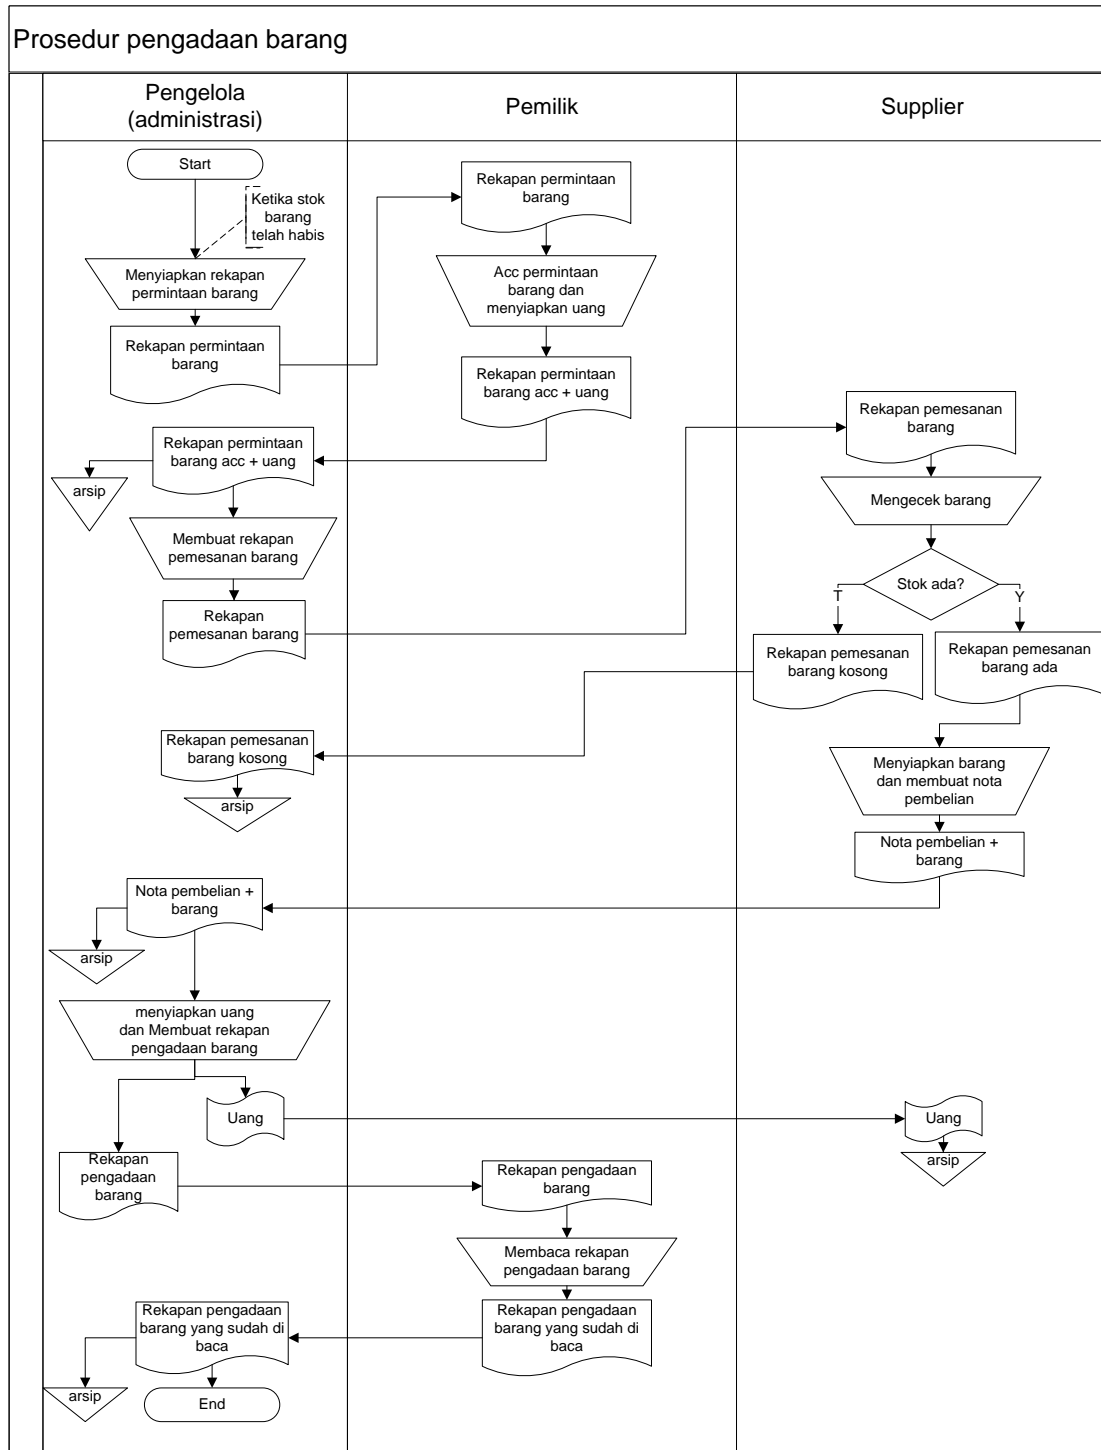 Prosedur pengadaan barang
Pengelola
(administrasi)
Pemilik
Supplier
Start
Ketika stok
barang
telah habis
Menyiapkan rekapan
permintaan barang
Rekapan permintaan
barang
Rekapan permintaan
barang
Acc permintaan
barang dan
menyiapkan uang
Rekapan permintaan
barang acc + uang
Rekapan permintaan
barang acc + uang
arsip
Membuat rekapan
pemesanan barang
Rekapan
pemesanan barang
Rekapan pemesanan
barang
Mengecek barang
Stok ada?
T
Y
Rekapan pemesanan
barang kosong
Rekapan pemesanan
barang ada
Rekapan pemesanan
barang kosong
arsip
Menyiapkan barang
dan membuat nota
pembelian
Nota pembelian +
barang
Nota pembelian +
barang
arsip
menyiapkan uang
dan Membuat rekapan
pengadaan barang
Uang
Uang
arsip
Rekapan
pengadaan
barang
Rekapan pengadaan
barang
Membaca rekapan
pengadaan barang
Rekapan pengadaan
barang yang sudah di
baca
Rekapan pengadaan
barang yang sudah di
baca
arsip
End